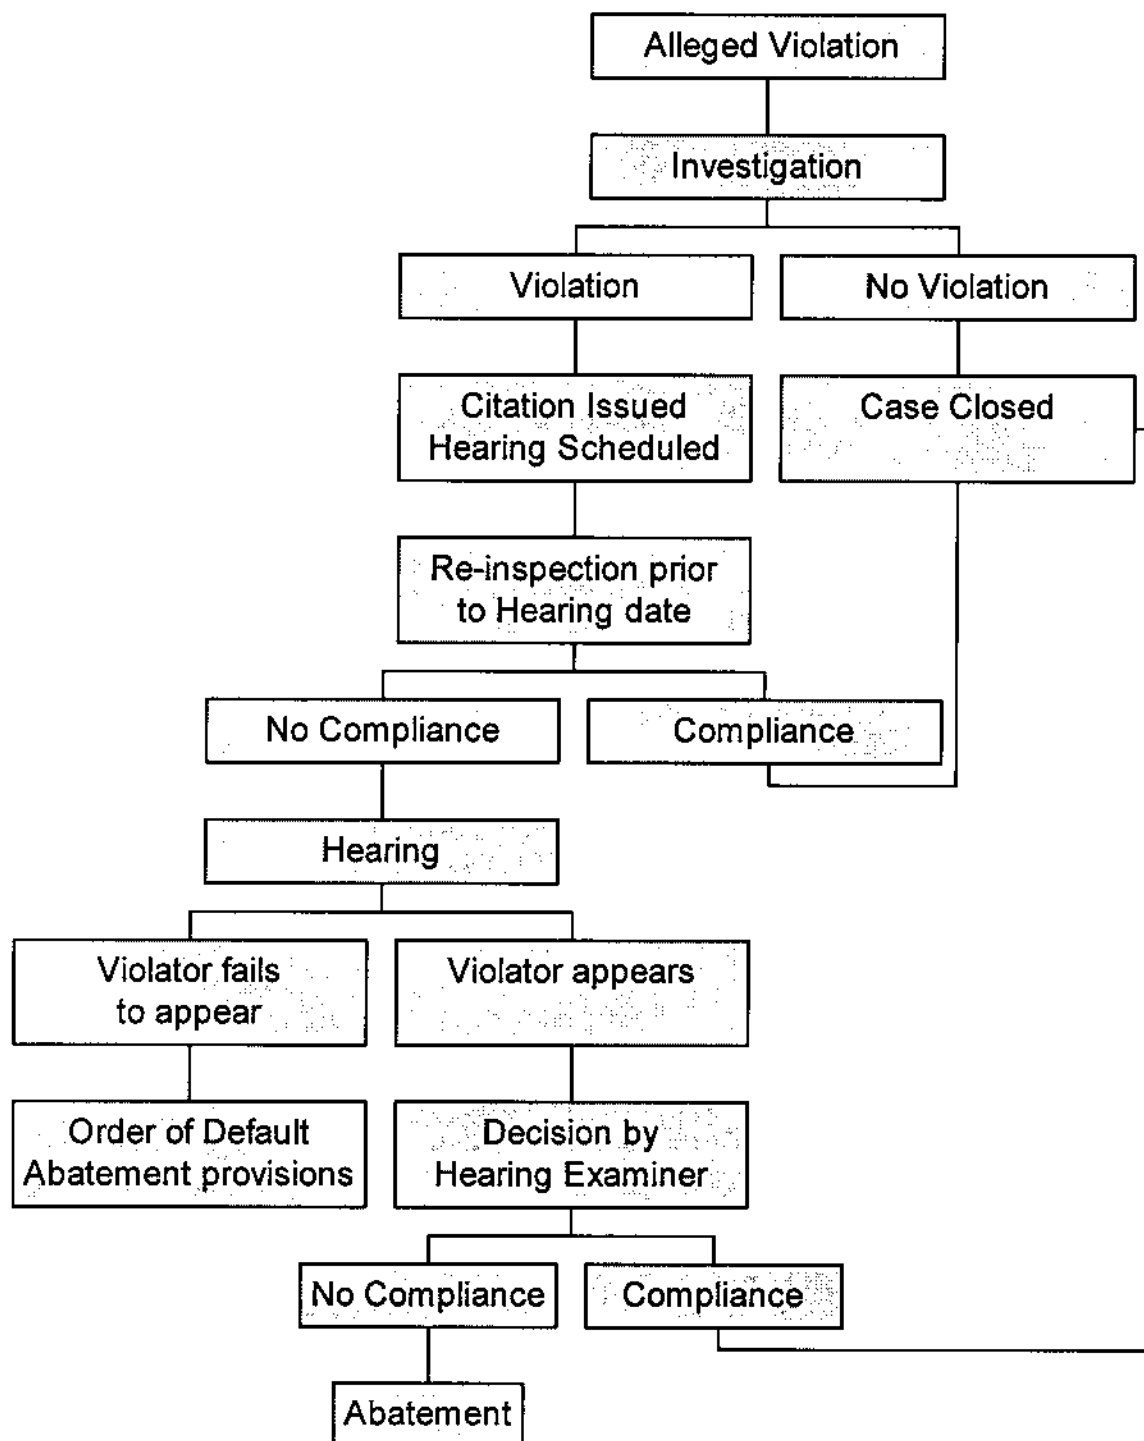 Alleged Violation
Investigation
Violation
No Violation
Citation Issued
Hearing Scheduled
Case Closed
Re-inspection prior
to Hearing date
No Compliance
Compliance
Hearing
Violator fails
to appear
Violator appears
Order of Default
Abatement provisions
Decision by
Hearing Examiner
No Compliance
Compliance
Abatement